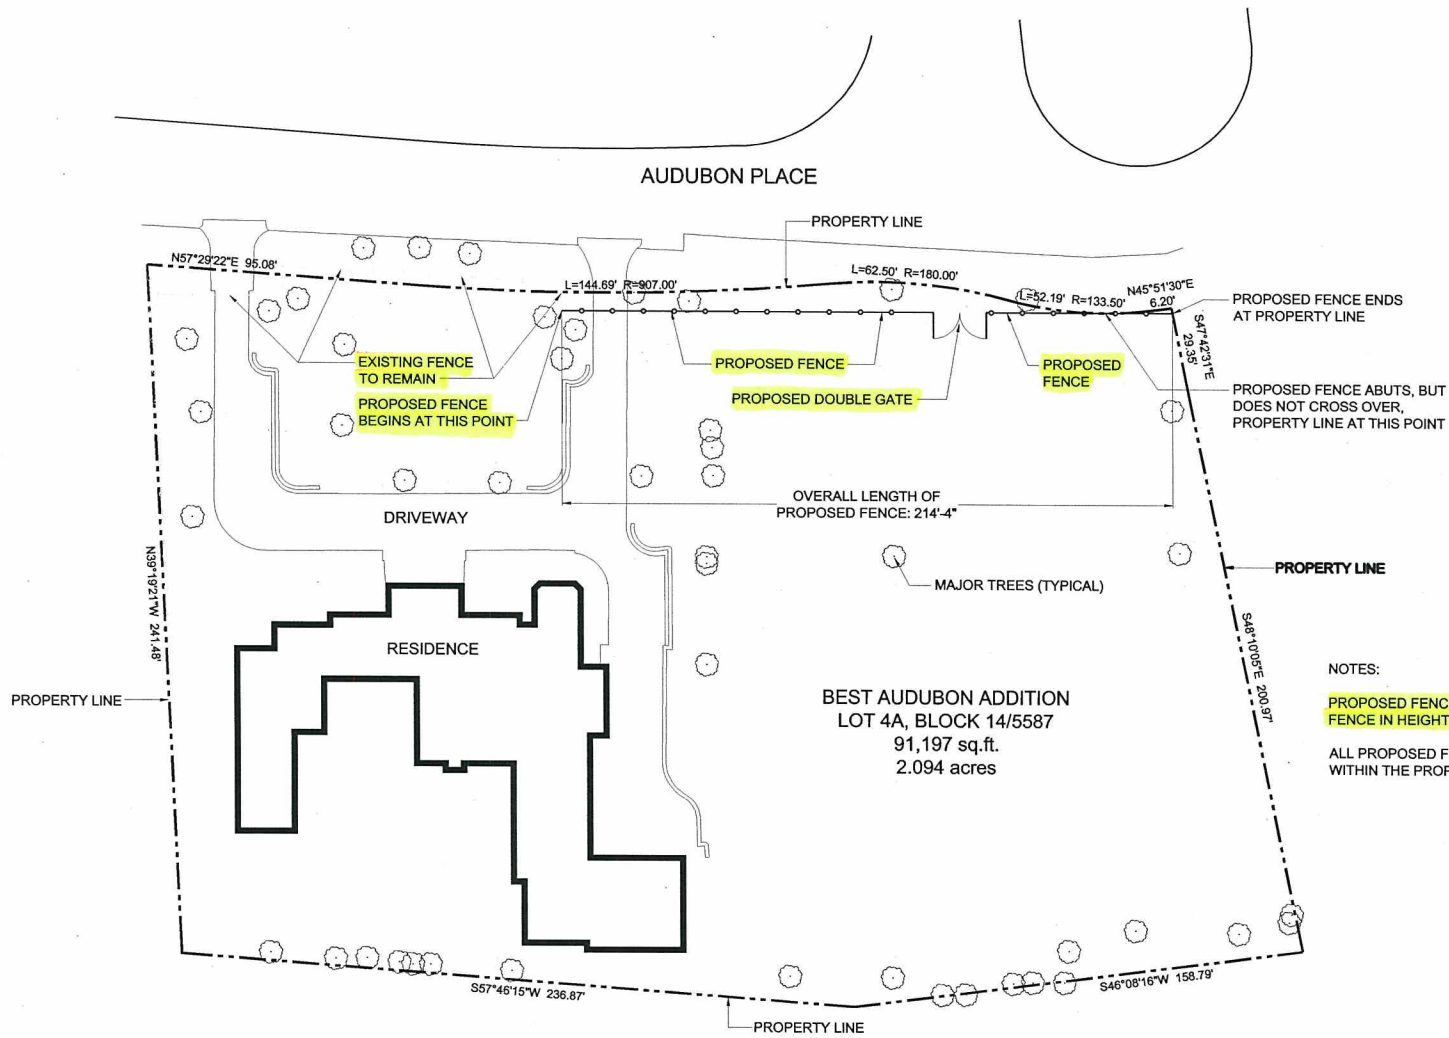 AUDUBON PLACE
PROPERTY LINE
N57°29'22"E 95.08'
L=144.69' R=907.00'
L=62.50' R=180.00'
L=52.19' R=133.50'
N45°51'30"E
6.20'
PROPOSED FENCE ENDS
AT PROPERTY LINE
S47°42'31"E
29.35'
EXISTING FENCE
TO REMAIN
PROPOSED FENCE
BEGINS AT THIS POINT
PROPOSED FENCE
PROPOSED DOUBLE GATE
PROPOSED
FENCE
PROPOSED FENCE ABUTS, BUT
DOES NOT CROSS OVER,
PROPERTY LINE AT THIS POINT
OVERALL LENGTH OF
PROPOSED FENCE: 214'-4"
DRIVEWAY
N39°19'21"W 241.48'
MAJOR TREES (TYPICAL)
PROPERTY LINE
RESIDENCE
S48°10'05"E 200.97'
PROPERTY LINE
BEST AUDUBON ADDITION
LOT 4A, BLOCK 14/5587
91,197 sq.ft.
2.094 acres
NOTES:
PROPOSED FENC
FENCE IN HEIGHT
ALL PROPOSED F
WITHIN THE PROP
S57°46'15"W 236.87'
S46°08'16"W 158.79'
PROPERTY LINE